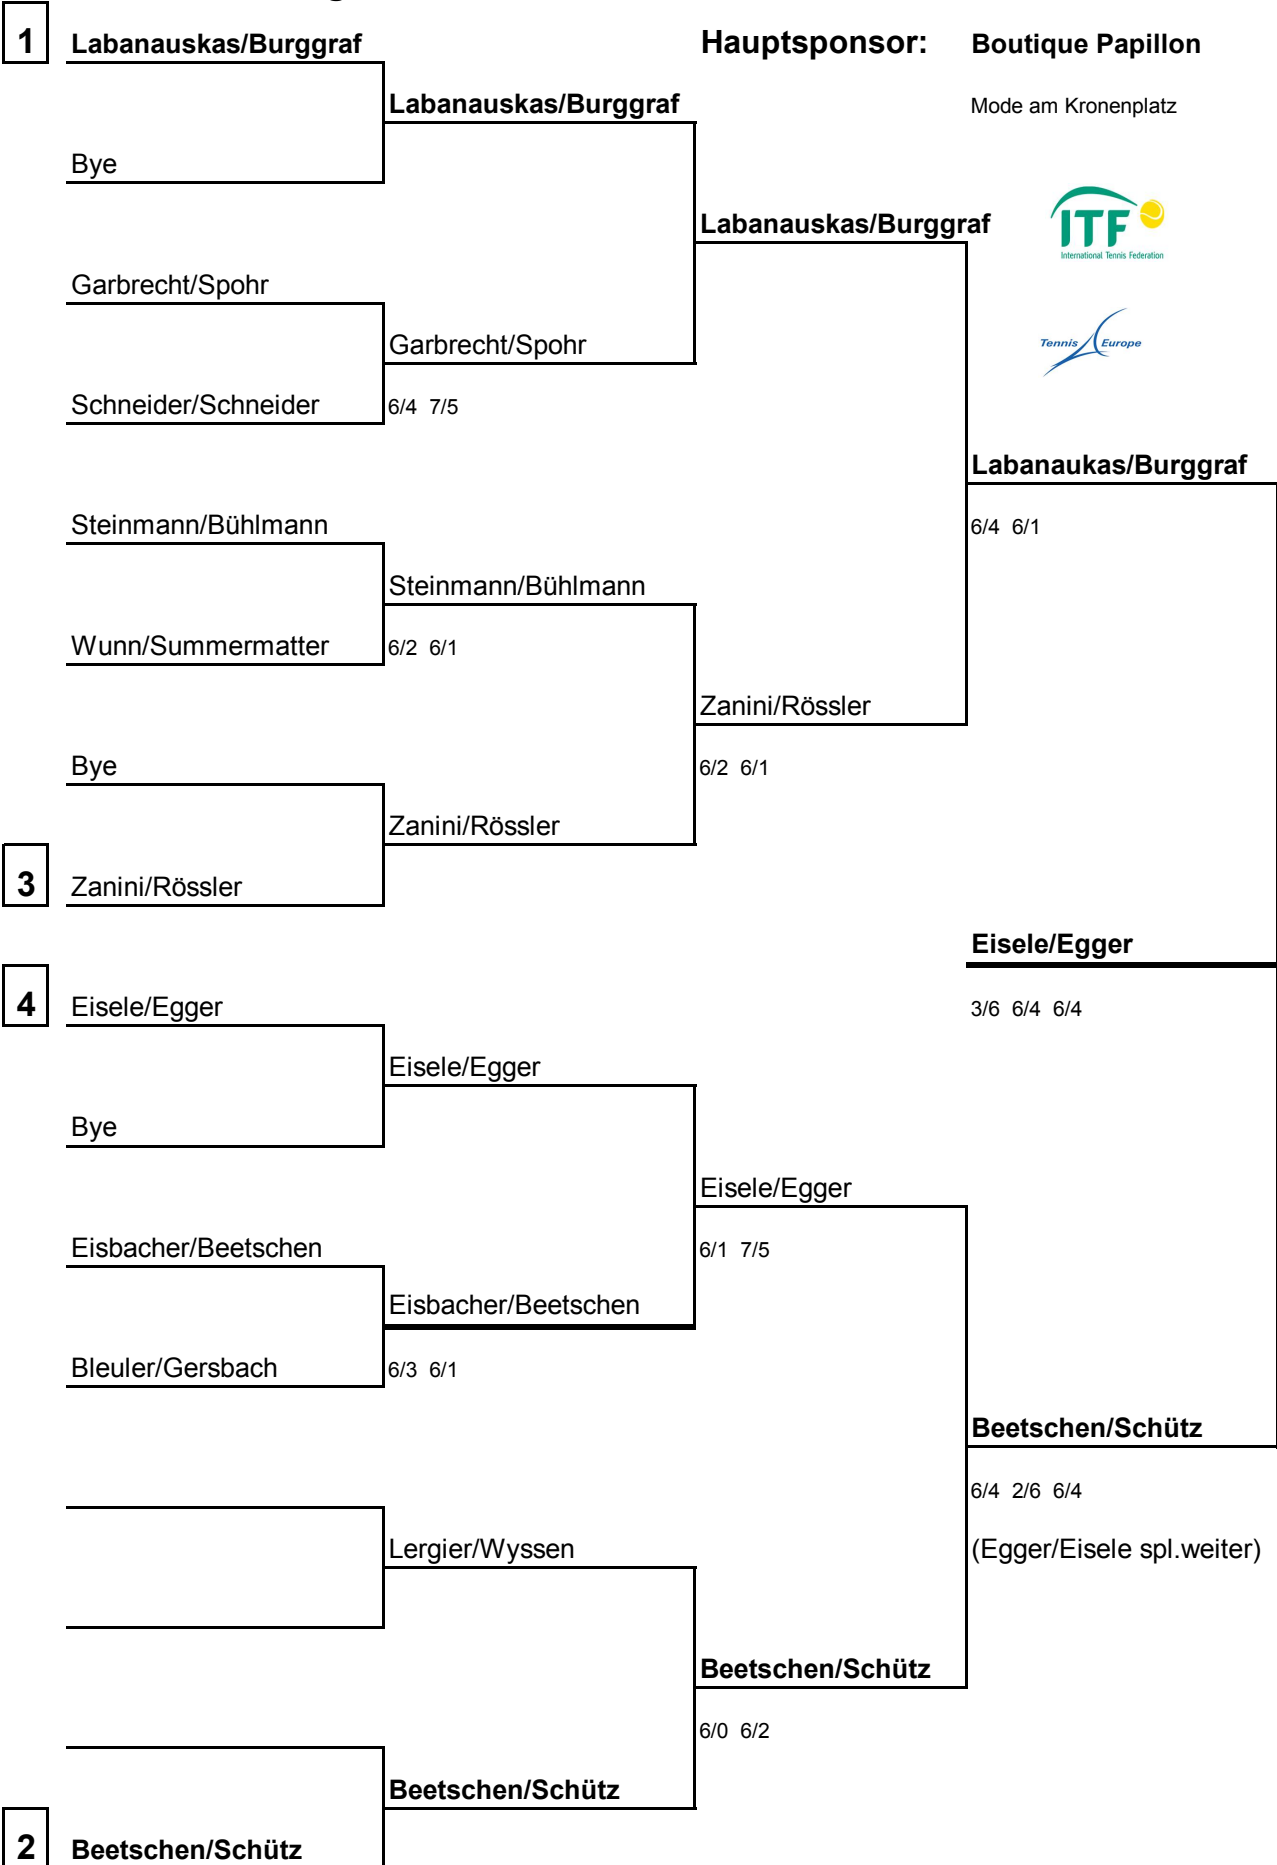 1 Labanauskas/Burggraf Hauptsponsor: Boutique Papillon
Labanauskas/Burggraf Mode am Kronenplatz
Bye
Labanauskas/Burggraf
ITF
International Tennis Federation
Garbrecht/Spohr
Garbrecht/Spohr
Tennis Europe
Schneider/Schneider 6/4 7/5
Labanaukas/Burggraf
Steinmann/Bühlmann 6/4 6/1
Steinmann/Bühlmann
Wunn/Summermatter 6/2 6/1
Zanini/Rössler
Bye 6/2 6/1
Zanini/Rössler
3 Zanini/Rössler
Eisele/Egger
4 Eisele/Egger 3/6 6/4 6/4
Eisele/Egger
Bye
Eisele/Egger
Eisbacher/Beetschen 6/1 7/5
Eisbacher/Beetschen
Bleuler/Gersbach 6/3 6/1
Beetschen/Schütz
6/4 2/6 6/4
Lergier/Wyssen (Egger/Eisele spl.weiter)
Beetschen/Schütz
6/0 6/2
Beetschen/Schütz
2 Beetschen/Schütz